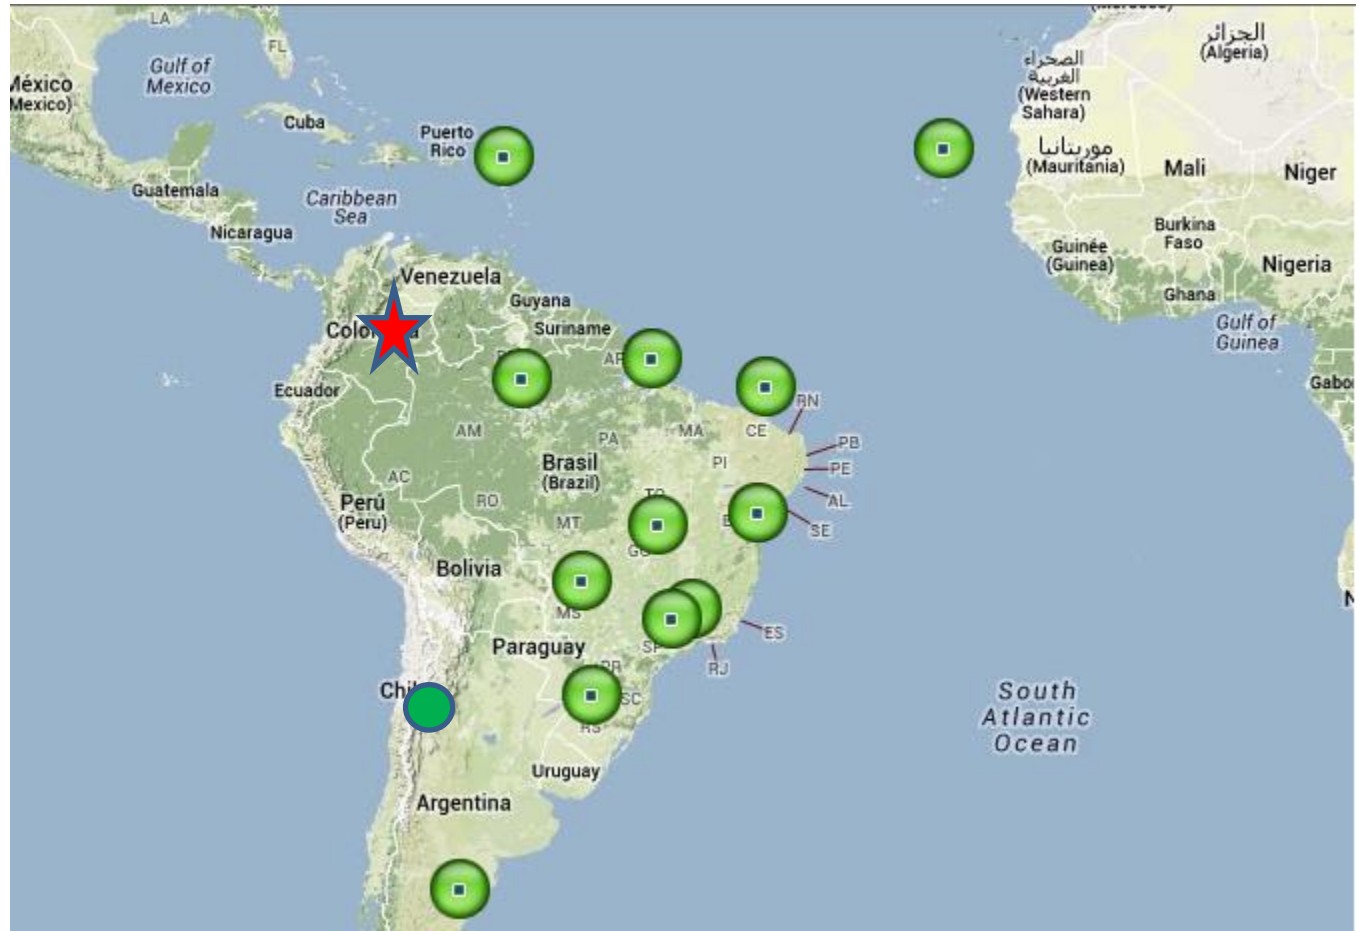 LA
FL
Gulf of
Mexico
México
Mexico)
Cuba
Puerto
Rico
Guatemala
Caribbean
Sea
Nicaragua
الصحراء
الغربية
(Western
Sahara)
الجزائر
(Algeria)
موريتانيا
(Mauritania)
Mali
Niger
Burkina
Faso
Guinée
(Guinea)
Nigeria
Ghana
Gulf of
Guinea
Gabo
Venezuela
Guyana
Suriname
Colo
a
Ecuador
AP
RN
AM
PA
MA
CE
PB
PI
PE
Brasil
(Brazil)
AC
RO
TO
AL
Perú
(Peru)
MT
SE
GO
Bolivia
MS
ES
Paraguay
SP
RJ
PR
SC
Chi
RS
South
Atlantic
Ocean
Uruguay
Argentina